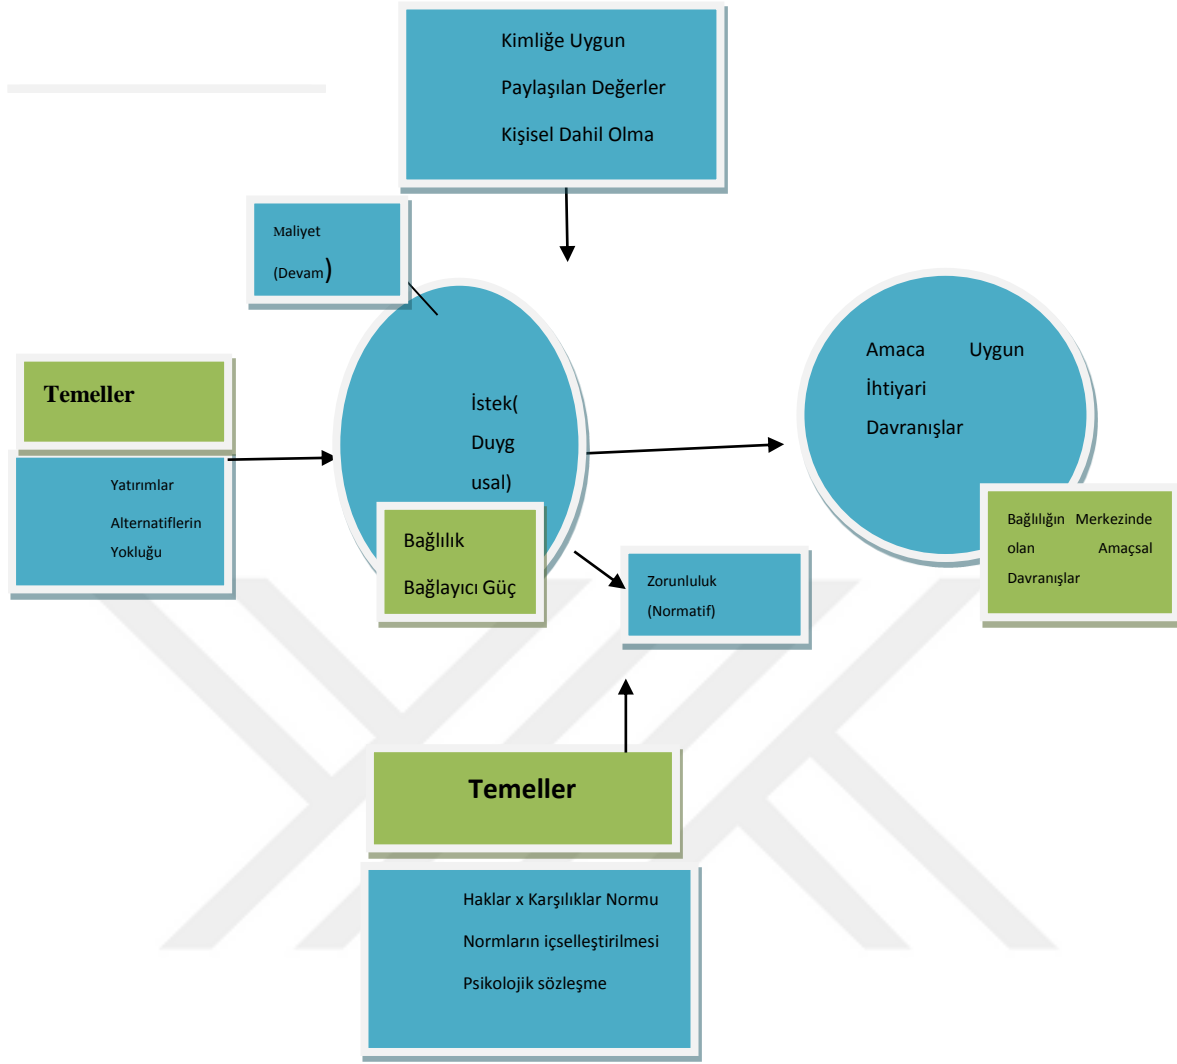 Kimliğe Uygun
Paylaşılan Değerler
Kişisel Dahil Olma
Maliyet
(Devam)
Temeller
Yatırımlar
Alternatiflerin
Yokluğu
İstek(
Duyg
usal)
Bağlılık
Bağlayıcı Güç
Amaca Uygun
İhtiyari
Davranışlar
Bağlılığın Merkezinde
olan Amaçsal
Davranışlar
Zorunluluk
(Normatif)
Temeller
Haklar x Karşılıklar Normu
Normların içselleştirilmesi
Psikolojik sözleşme